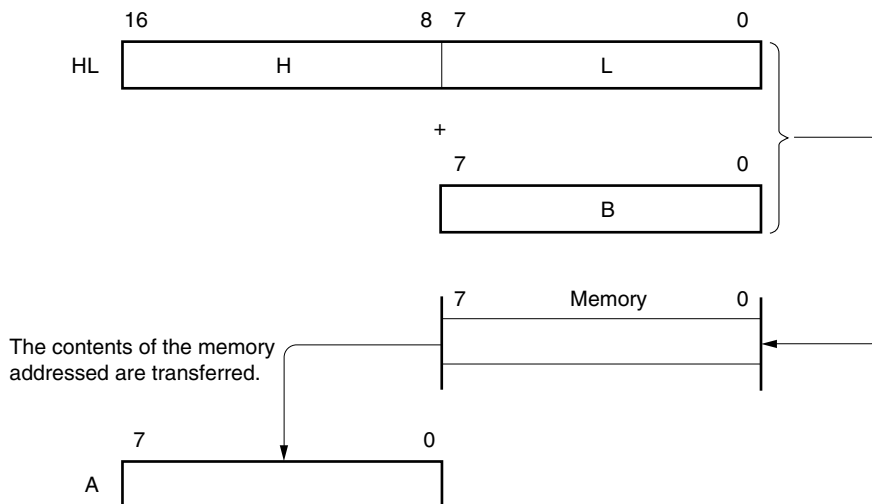 16 8 7 0
HL H L
+
7 0
B
7 Memory 0
The contents of the memory
addressed are transferred.
7 0
A